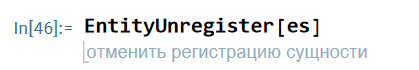 In[46]:= EntityUnregister[es]
отменить регистрацию сущности